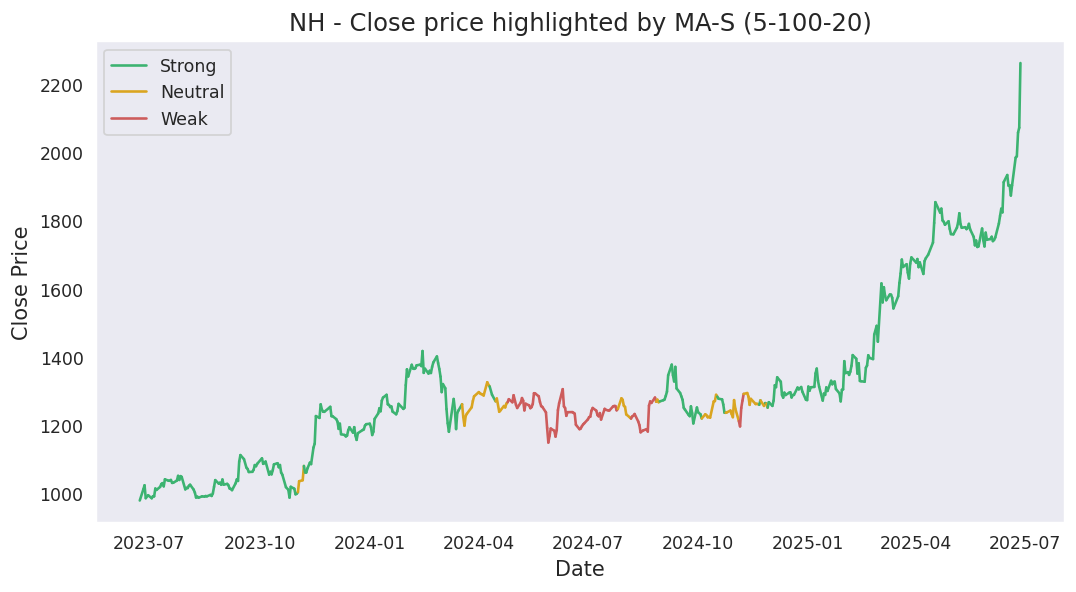 NH - Close price highlighted by MA-S (5-100-20)
Strong
Neutral
Weak
Close Price
2200
2000
1800
1600
1400
1200
1000
2023-07 2023-10 2024-01 2024-04 2024-07 2024-10 2025-01 2025-04 2025-07
Date